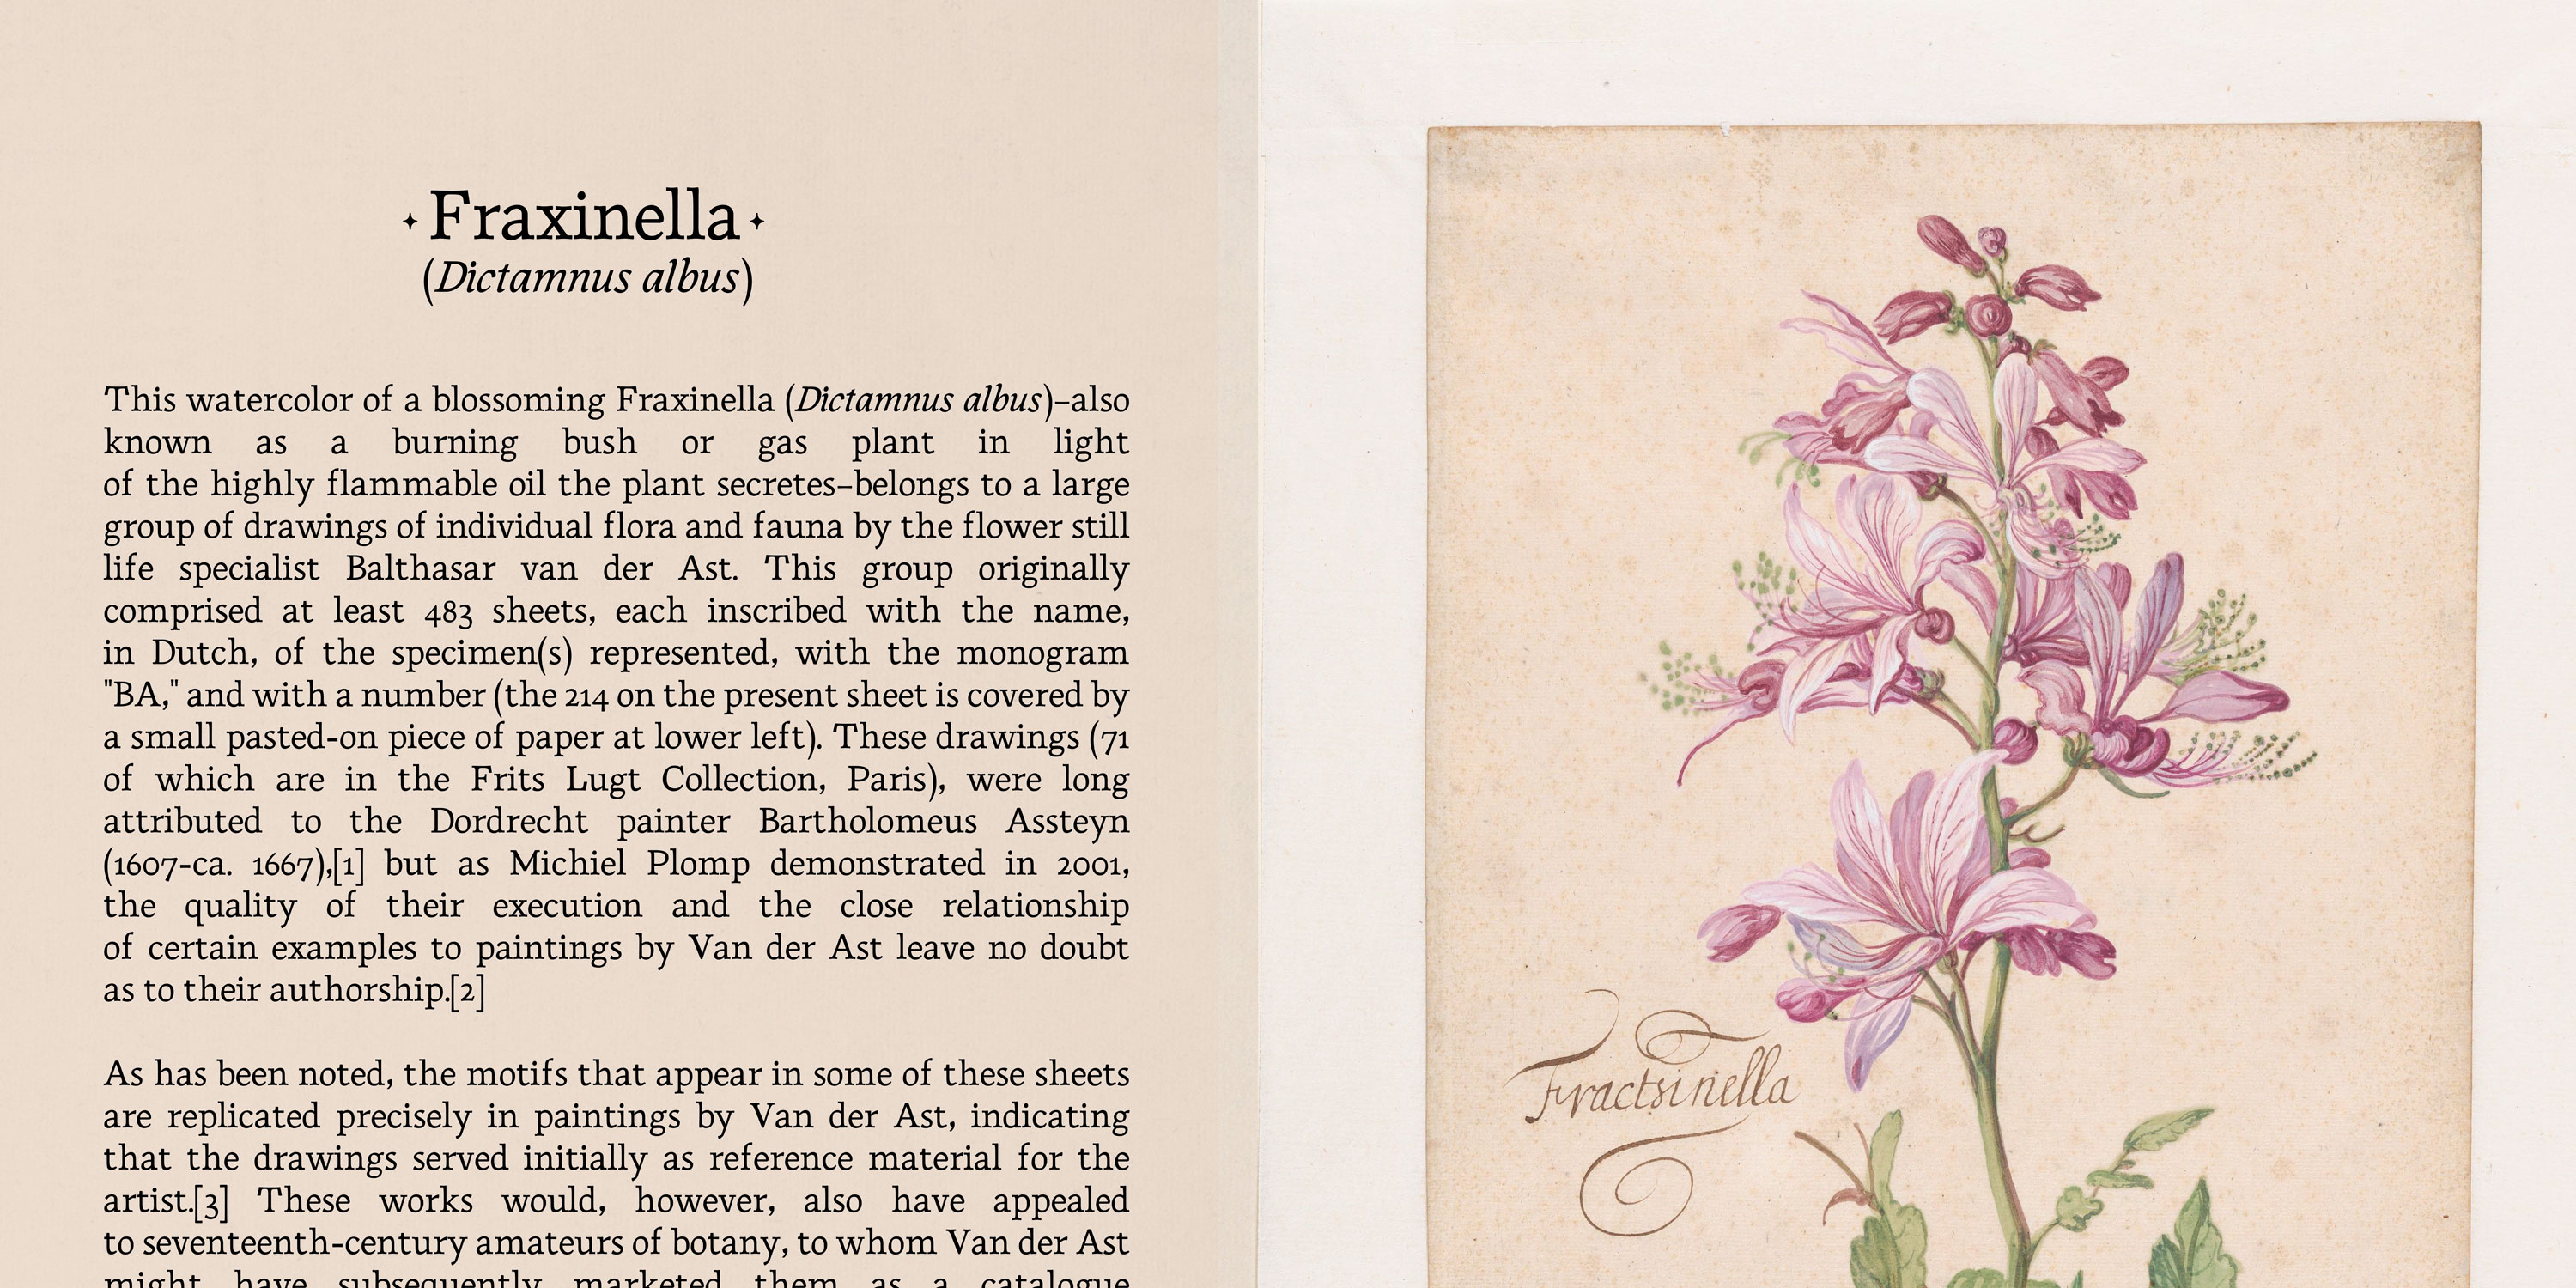 Fraxinella
(Dictamnus albus)
This watercolor of a blossoming Fraxinella (Dictamnus albus)–also
known as a burning bush or gas plant in light
of the highly flammable oil the plant secretes–belongs to a large
group of drawings of individual flora and fauna by the flower still
life specialist Balthasar van der Ast. This group originally
comprised at least 483 sheets, each inscribed with the name,
in Dutch, of the specimen(s) represented, with the monogram
"BA," and with a number (the 214 on the present sheet is covered by
a small pasted-on piece of paper at lower left). These drawings (71
of which are in the Frits Lugt Collection, Paris), were long
attributed to the Dordrecht painter Bartholomeus Assteyn
(1607-ca. 1667),[1] but as Michiel Plomp demonstrated in 2001,
the quality of their execution and the close relationship
of certain examples to paintings by Van der Ast leave no doubt
as to their authorship.[2]
As has been noted, the motifs that appear in some of these sheets
are replicated precisely in paintings by Van der Ast, indicating
that the drawings served initially as reference material for the
artist.[3] These works would, however, also have appealed
to seventeenth-century amateurs of botany, to whom Van der Ast
might have subsequently marketed them as a catalogue
Fractsinella